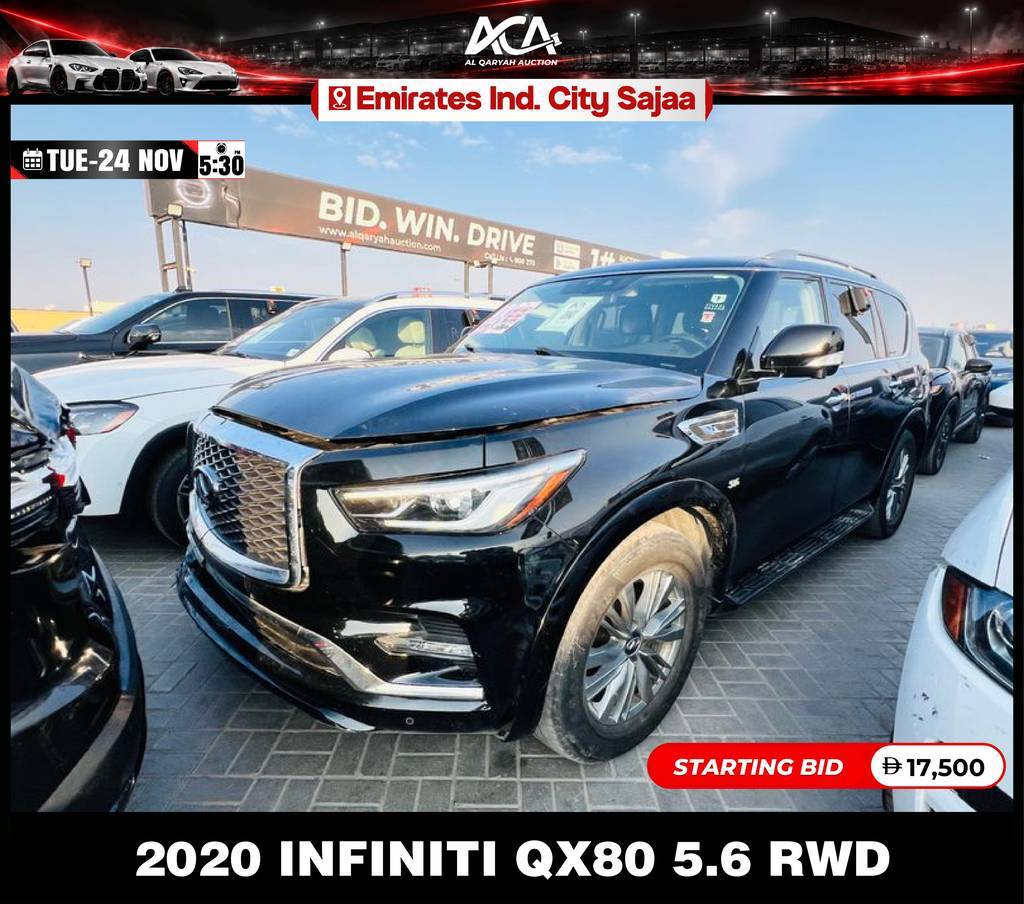 ACA
AL QARYAH AUCTION
Emirates Ind. City Sajaa
TUE-24 NOV
5:30 PM
BID. WIN. DRIVE
www.alqaryahauction.com
1#
STARTING BID
17,500
2020 INFINITI QX80 5.6 RWD